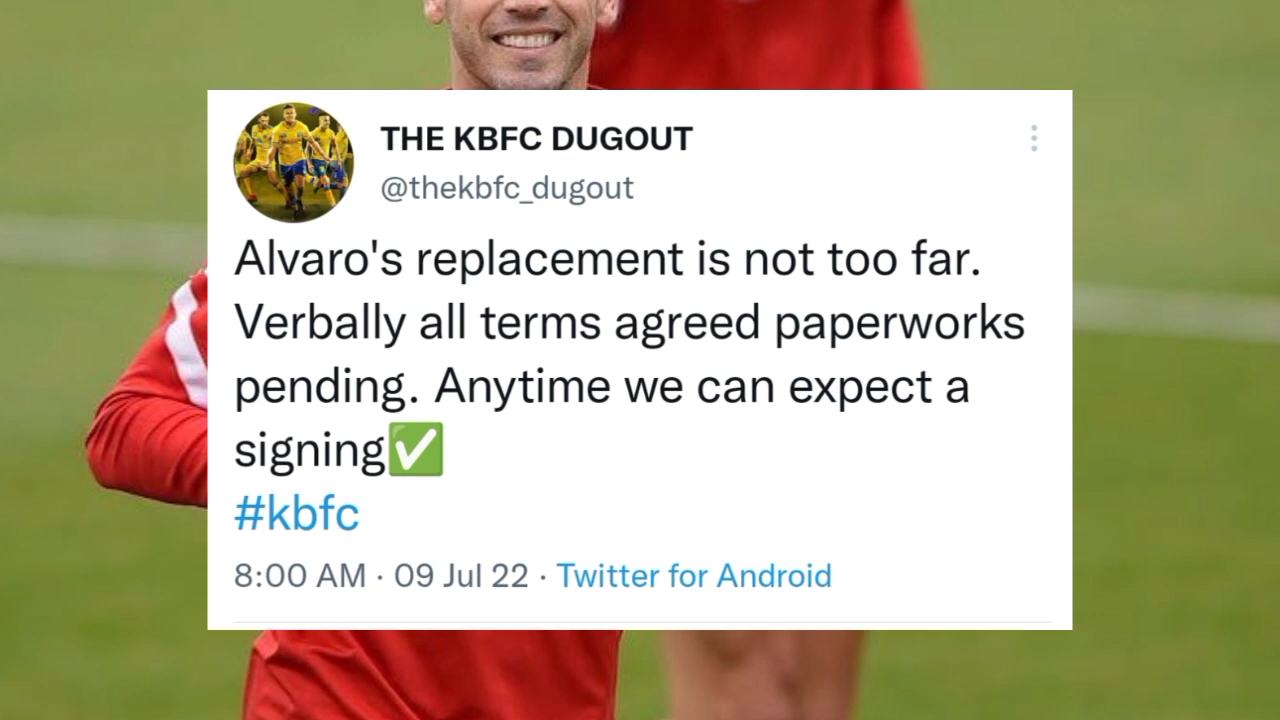 THE KBFC DUGOUT
@thekbfc_dugout
Alvaro's replacement is not too far.
Verbally all terms agreed paperworks
pending. Anytime we can expect a
signing✅
#kbfc
8:00 AM · 09 Jul 22 · Twitter for Android